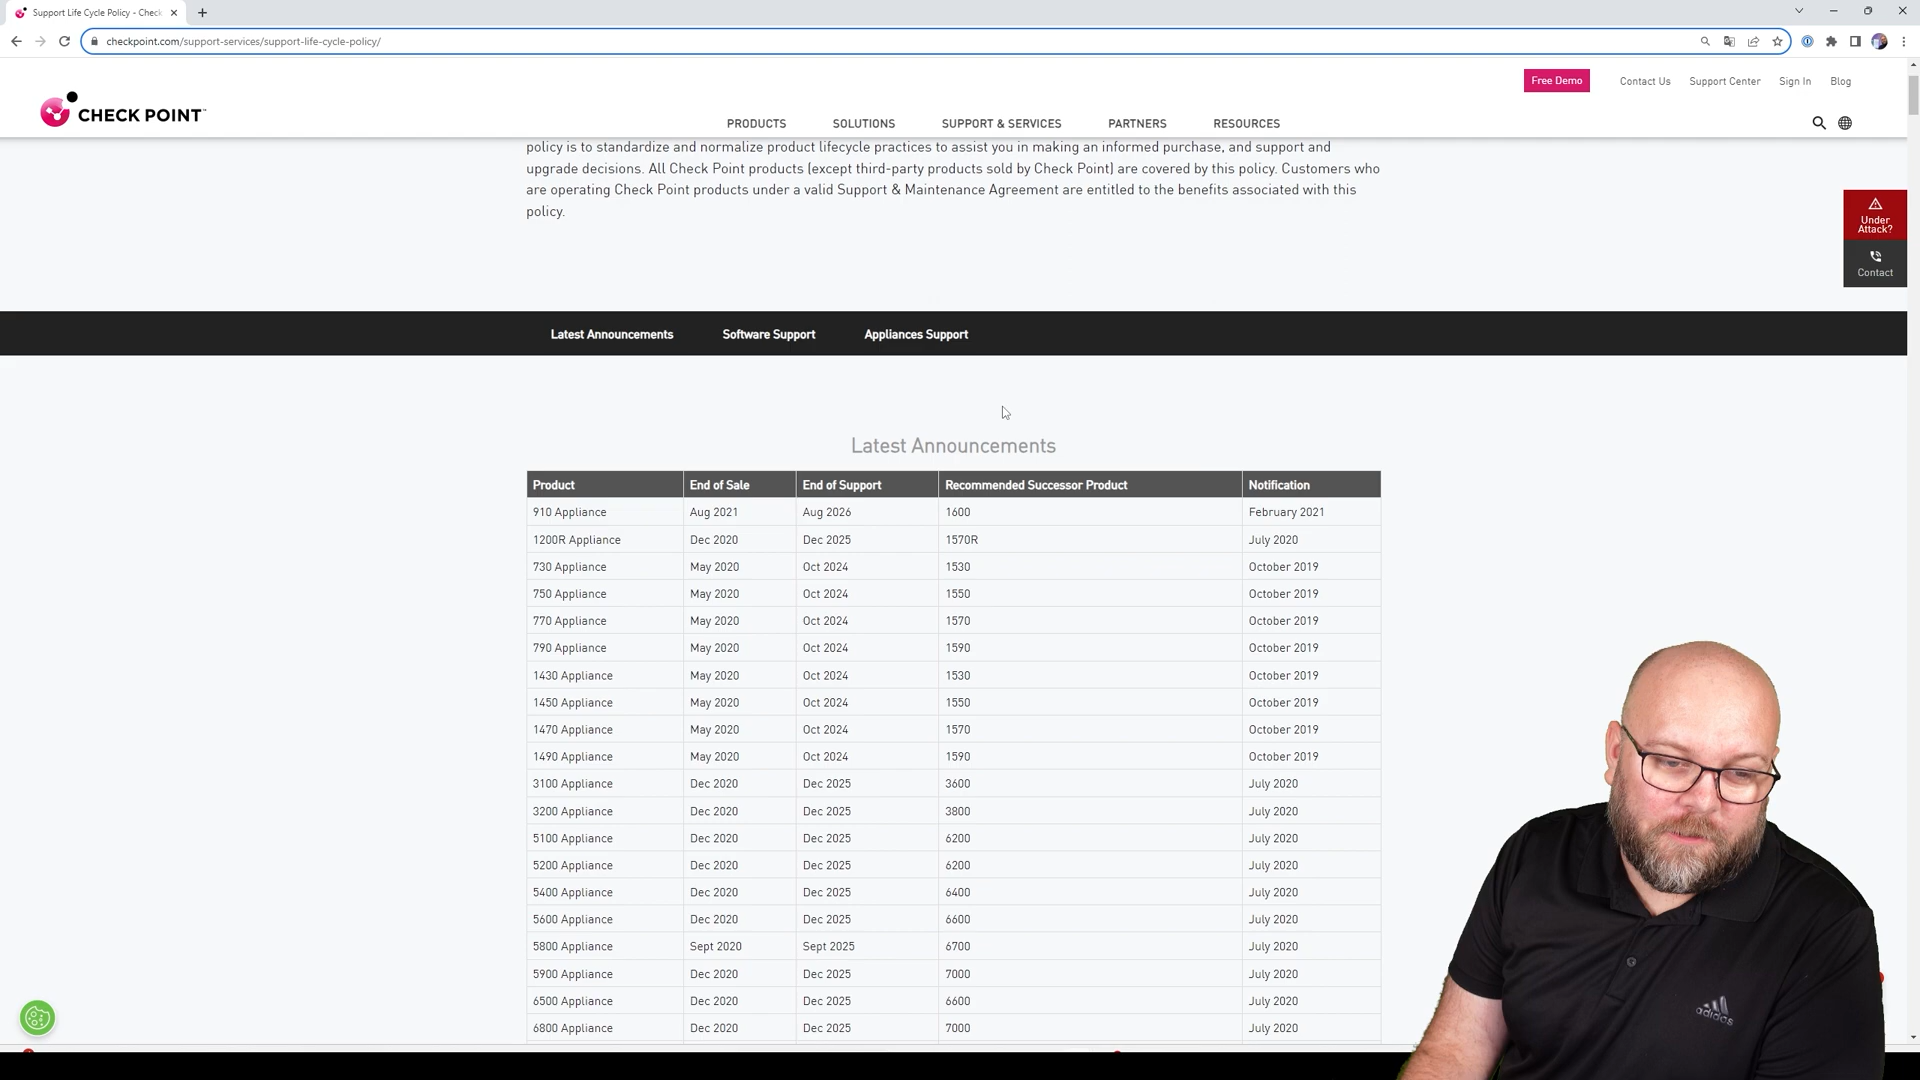 Support Life Cycle Policy - Check
checkpoint.com/support-services/support-life-cycle-policy/
Free Demo
Contact Us
Support Center
Sign In
Blog
CHECK POINT™
PRODUCTS
SOLUTIONS
SUPPORT & SERVICES
PARTNERS
RESOURCES
policy is to standardize and normalize product lifecycle practices to assist you in making an informed purchase, and support and
upgrade decisions. All Check Point products (except third-party products sold by Check Point) are covered by this policy. Customers who
are operating Check Point products under a valid Support & Maintenance Agreement are entitled to the benefits associated with this
policy.
Under
Attack?
Contact
Latest Announcements
Software Support
Appliances Support
Latest Announcements
Product End of Sale End of Support Recommended Successor Product Notification
910 Appliance Aug 2021 Aug 2026 1600 February 2021
1200R Appliance Dec 2020 Dec 2025 1570R July 2020
730 Appliance May 2020 Oct 2024 1530 October 2019
750 Appliance May 2020 Oct 2024 1550 October 2019
770 Appliance May 2020 Oct 2024 1570 October 2019
790 Appliance May 2020 Oct 2024 1590 October 2019
1430 Appliance May 2020 Oct 2024 1530 October 2019
1450 Appliance May 2020 Oct 2024 1550 October 2019
1470 Appliance May 2020 Oct 2024 1570 October 2019
1490 Appliance May 2020 Oct 2024 1590 October 2019
3100 Appliance Dec 2020 Dec 2025 3600 July 2020
3200 Appliance Dec 2020 Dec 2025 3800 July 2020
5100 Appliance Dec 2020 Dec 2025 6200 July 2020
5200 Appliance Dec 2020 Dec 2025 6200 July 2020
5400 Appliance Dec 2020 Dec 2025 6400 July 2020
5600 Appliance Dec 2020 Dec 2025 6600 July 2020
5800 Appliance Sept 2020 Sept 2025 6700 July 2020
5900 Appliance Dec 2020 Dec 2025 7000 July 2020
6500 Appliance Dec 2020 Dec 2025 6600 July 2020
6800 Appliance Dec 2020 Dec 2025 7000 July 2020
adidas